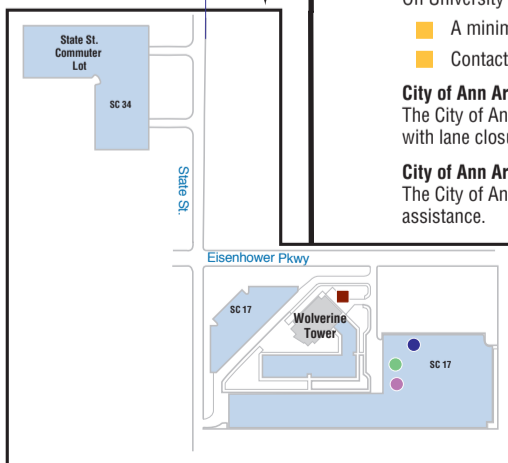 On University
A minim
Contact
City of Ann Ar
The City of An
with lane closu
City of Ann Ar
The City of An
assistance.
State St.
Commuter
Lot
SC 34
State St.
Eisenhower Pkwy
SC 17
Wolverine
Tower
SC 17